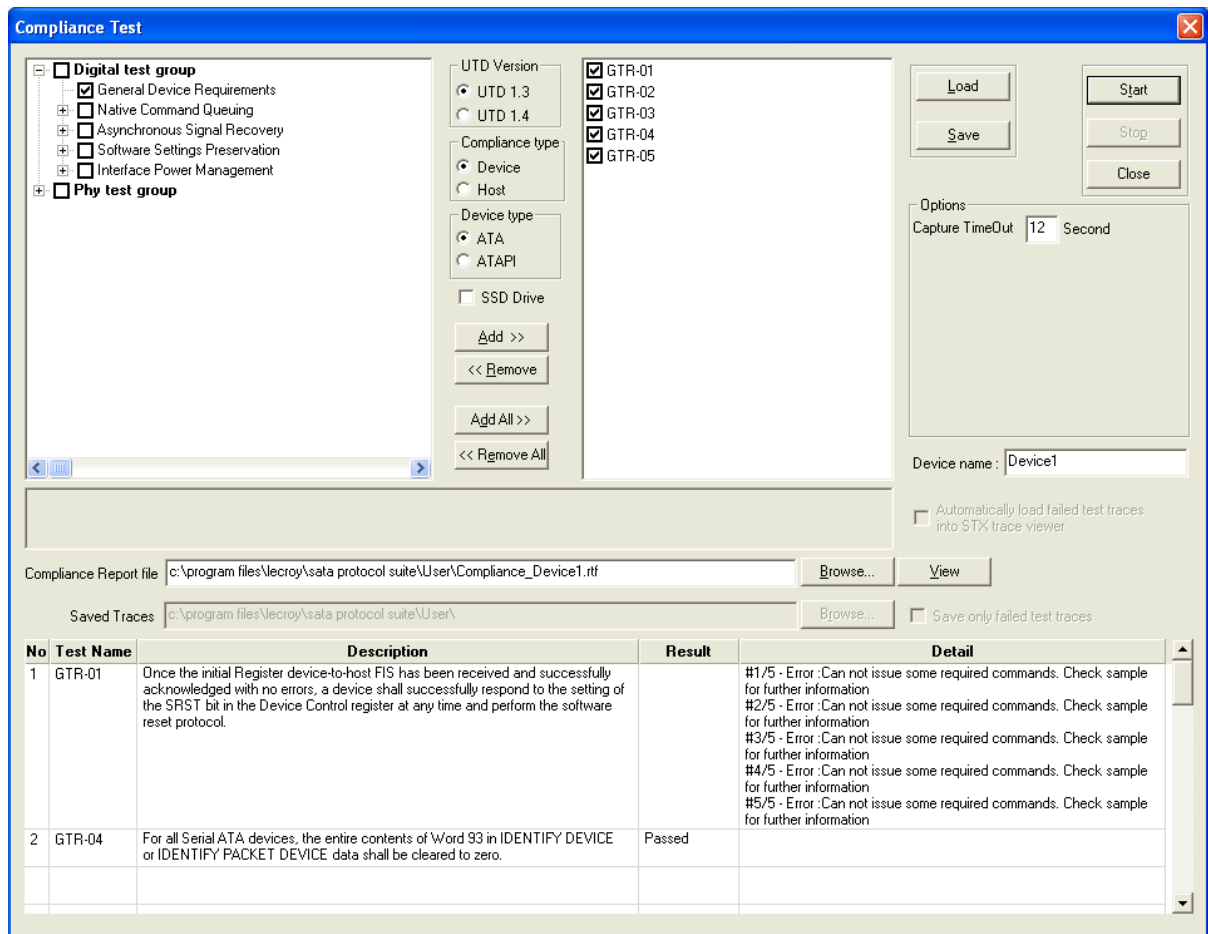 Compliance Test
Digital test group
General Device Requirements
Native Command Queuing
Asynchronous Signal Recovery
Software Settings Preservation
Interface Power Management
Phy test group
UTD Version
UTD 1.3
UTD 1.4
Compliance type
Device
Host
Device type
ATA
ATAPI
SSD Drive
Add >>
<< Remove
Add All >>
<< Remove All
GTR-01
GTR-02
GTR-03
GTR-04
GTR-05
Load
Save
Start
Stop
Close
Options
Capture TimeOut 12 Second
Device name : Device1
Automatically load failed test traces
into STX trace viewer
Compliance Report file c:\program files\lecroy\sata protocol suite\User\Compliance_Device1.rtf Browse... View
Saved Traces c:\program files\lecroy\sata protocol suite\User\ Browse... Save only failed test traces
No Test Name Description Result Detail
1 GTR-01
Once the initial Register device-to-host FIS has been received and successfully
acknowledged with no errors, a device shall successfully respond to the setting of
the SRST bit in the Device Control register at any time and perform the software
reset protocol.
#1/5 - Error :Can not issue some required commands. Check sample
for further information
#2/5 - Error :Can not issue some required commands. Check sample
for further information
#3/5 - Error :Can not issue some required commands. Check sample
for further information
#4/5 - Error :Can not issue some required commands. Check sample
for further information
#5/5 - Error :Can not issue some required commands. Check sample
for further information
2 GTR-04
For all Serial ATA devices, the entire contents of Word 93 in IDENTIFY DEVICE
or IDENTIFY PACKET DEVICE data shall be cleared to zero.
Passed